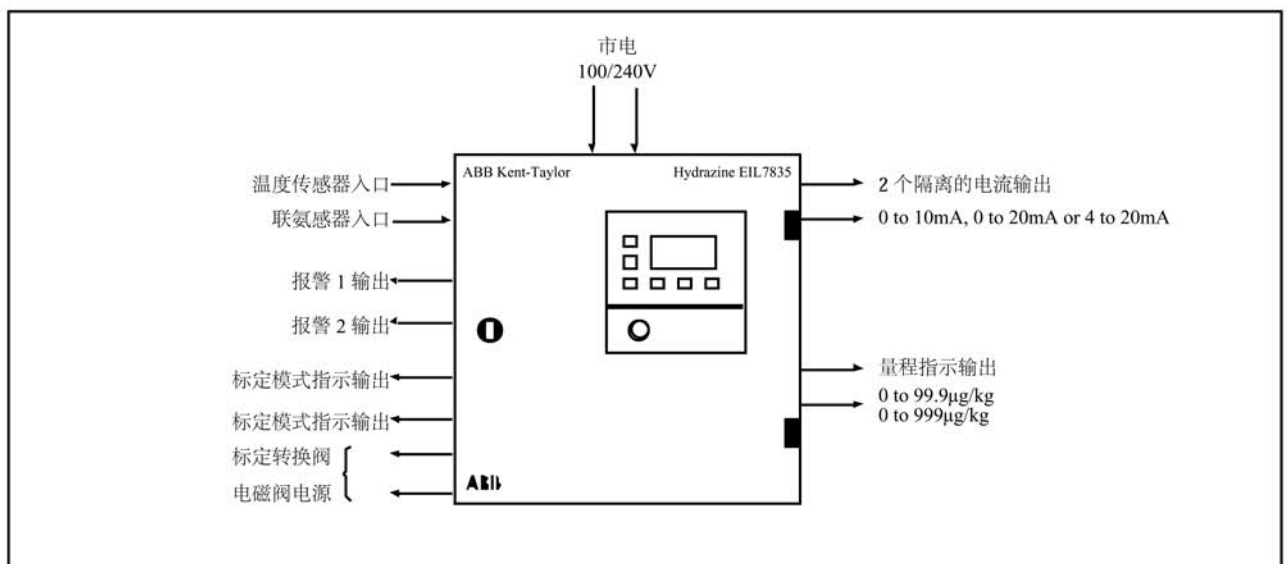 市电
100/240V
ABB Kent-Taylor
Hydrazine EIL7835
温度传感器入口
联氨感器入口
报警 1 输出
报警 2 输出
标定模式指示输出
标定模式指示输出
标定转换阀
电磁阀电源
ABB
2 个隔离的电流输出
0 to 10mA, 0 to 20mA or 4 to 20mA
量程指示输出
0 to 99.9μg/kg
0 to 999μg/kg